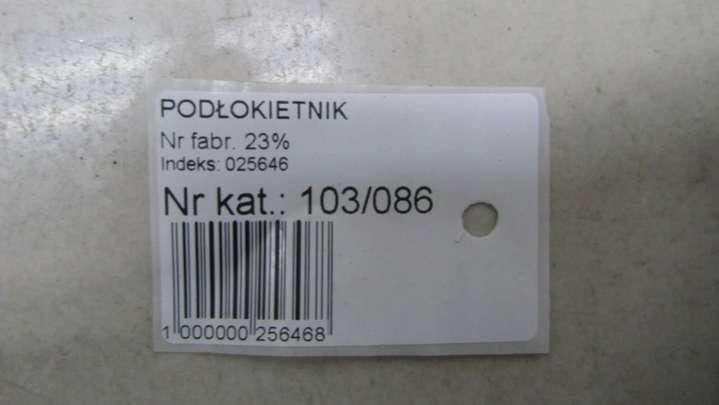 PODŁOKIETNIK
Nr fabr. 23%
Indeks: 025646
Nr kat.: 103/086
1 000000 256468